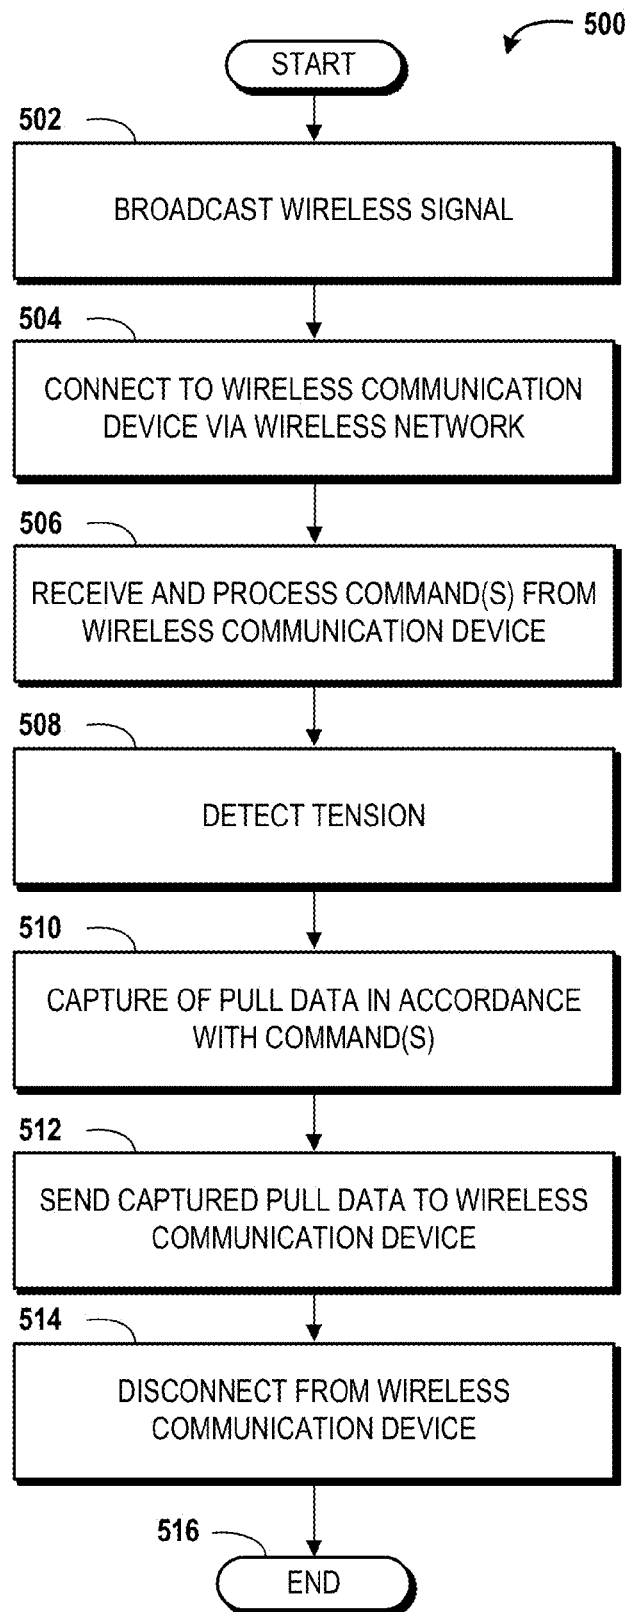 500
START
502
BROADCAST WIRELESS SIGNAL
504
CONNECT TO WIRELESS COMMUNICATION
DEVICE VIA WIRELESS NETWORK
506
RECEIVE AND PROCESS COMMAND(S) FROM
WIRELESS COMMUNICATION DEVICE
508
DETECT TENSION
510
CAPTURE OF PULL DATA IN ACCORDANCE
WITH COMMAND(S)
512
SEND CAPTURED PULL DATA TO WIRELESS
COMMUNICATION DEVICE
514
DISCONNECT FROM WIRELESS
COMMUNICATION DEVICE
516
END